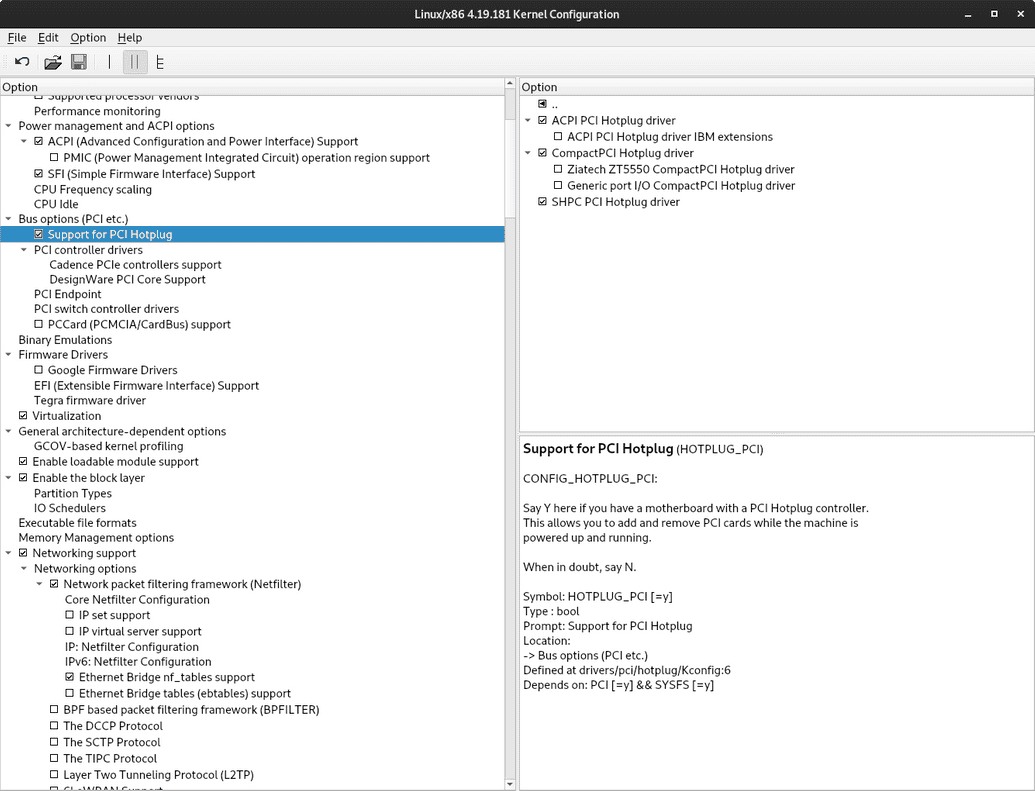 Linux/x86 4.19.181 Kernel Configuration
File Edit Option Help
Option
Supported processor vendors
Performance monitoring
Power management and ACPI options
ACPI (Advanced Configuration and Power Interface) Support
PMIC (Power Management Integrated Circuit) operation region support
SFI (Simple Firmware Interface) Support
CPU Frequency scaling
CPU Idle
Bus options (PCI etc.)
Support for PCI Hotplug
PCI controller drivers
Cadence PCIe controllers support
DesignWare PCI Core Support
PCI Endpoint
PCI switch controller drivers
PCCard (PCMCIA/CardBus) support
Binary Emulations
Firmware Drivers
Google Firmware Drivers
EFI (Extensible Firmware Interface) Support
Tegra firmware driver
Virtualization
General architecture-dependent options
GCOV-based kernel profiling
Enable loadable module support
Enable the block layer
Partition Types
IO Schedulers
Executable file formats
Memory Management options
Networking support
Networking options
Network packet filtering framework (Netfilter)
Core Netfilter Configuration
IP set support
IP virtual server support
IP: Netfilter Configuration
IPv6: Netfilter Configuration
Ethernet Bridge nf_tables support
Ethernet Bridge tables (ebtables) support
BPF based packet filtering framework (BPFILTER)
The DCCP Protocol
The SCTP Protocol
The TIPC Protocol
Layer Two Tunneling Protocol (L2TP)
Option
..
ACPI PCI Hotplug driver
ACPI PCI Hotplug driver IBM extensions
CompactPCI Hotplug driver
Ziatech ZT5550 CompactPCI Hotplug driver
Generic port I/O CompactPCI Hotplug driver
SHPC PCI Hotplug driver
Support for PCI Hotplug (HOTPLUG_PCI)
CONFIG_HOTPLUG_PCI:
Say Y here if you have a motherboard with a PCI Hotplug controller.
This allows you to add and remove PCI cards while the machine is
powered up and running.
When in doubt, say N.
Symbol: HOTPLUG_PCI [=y]
Type : bool
Prompt: Support for PCI Hotplug
Location:
-> Bus options (PCI etc.)
Defined at drivers/pci/hotplug/Kconfig:6
Depends on: PCI [=y] && SYSFS [=y]